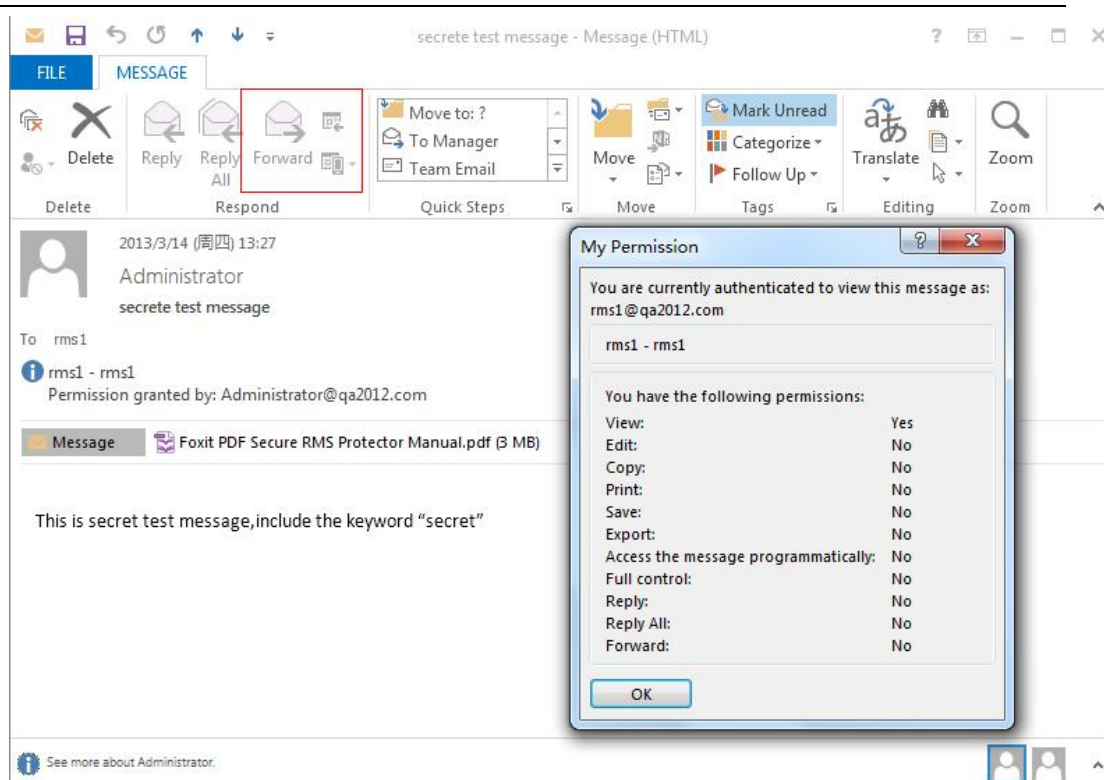 secrete test message - Message (HTML)
?
FILE
MESSAGE
Delete
Reply
Reply All
Forward
Move to: ?
To Manager
Team Email
Move
Mark Unread
Categorize
Follow Up
Translate
Zoom
Delete
Respond
Quick Steps
Move
Tags
Editing
Zoom
2013/3/14 (周四) 13:27
Administrator
secrete test message
To rms1
rms1 - rms1
Permission granted by: Administrator@qa2012.com
Message
Foxit PDF Secure RMS Protector Manual.pdf (3 MB)
This is secret test message,include the keyword “secret”
My Permission
?
You are currently authenticated to view this message as:
rms1@qa2012.com
rms1 - rms1
You have the following permissions:
View: Yes
Edit: No
Copy: No
Print: No
Save: No
Export: No
Access the message programmatically: No
Full control: No
Reply: No
Reply All: No
Forward: No
OK
See more about Administrator.